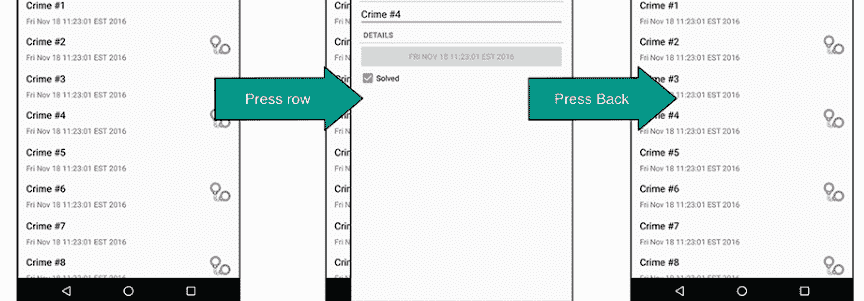 Crime #1
Fri Nov 18 11:23:01 EST 2016
Crime #2
Fri Nov 18 11:23:01 EST 2016
Crime #3
Fri Nov 18 11:23:01 EST 2016
Crime #4
Fri Nov 18 11:23:01 EST 2016
Crime #5
Fri Nov 18 11:23:01 EST 2016
Crime #6
Fri Nov 18 11:23:01 EST 2016
Crime #7
Fri Nov 18 11:23:01 EST 2016
Crime #8
Fri Nov 18 11:23:01 EST 2016
Press row
Crime #4
DETAILS
FRI NOV 18 11:23:01 EST 2016
Solved
Press Back
Crime #1
Fri Nov 18 11:23:01 EST 2016
Crime #2
Fri Nov 18 11:23:01 EST 2016
#3
11:23:01 EST 2016
#4
Fri Nov 18 11:23:01 EST 2016
Crime #5
Fri Nov 18 11:23:01 EST 2016
Crime #6
Fri Nov 18 11:23:01 EST 2016
Crime #7
Fri Nov 18 11:23:01 EST 2016
Crime #8
Fri Nov 18 11:23:01 EST 2016